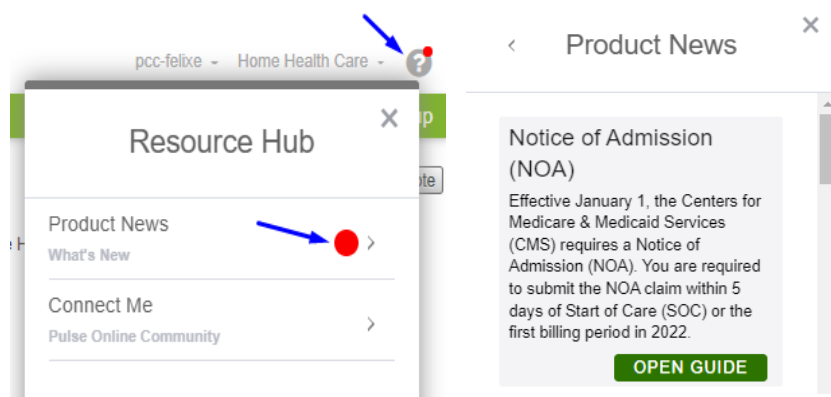 pcc-felixe
Home Health Care
?
Resource Hub
×
Product News
What's New
Connect Me
Pulse Online Community
Product News
×
Notice of Admission
(NOA)
Effective January 1, the Centers for
Medicare & Medicaid Services
(CMS) requires a Notice of
Admission (NOA). You are required
to submit the NOA claim within 5
days of Start of Care (SOC) or the
first billing period in 2022.
OPEN GUIDE